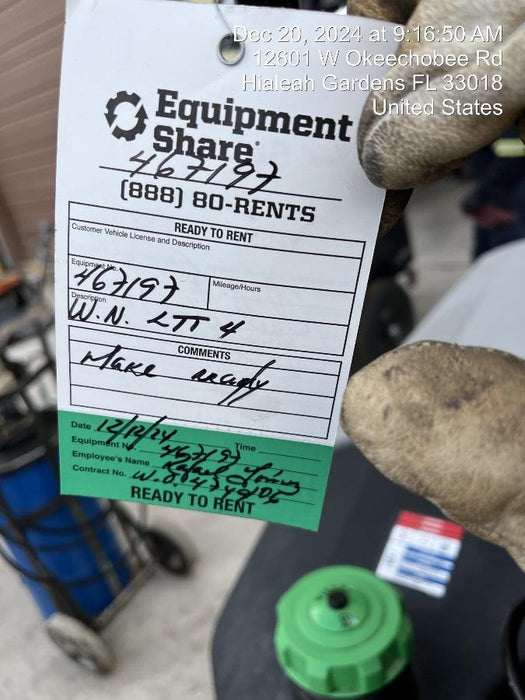 Dec 20, 2024 at 9:16:50 AM
12601 W Okeechobee Rd
Hialeah Gardens FL 33018
United States
Equipment
Share
467197
(888) 80-RENTS
READY TO RENT
Customer Vehicle License and Description
Equipment No.
467197
Mileage/Hours
Description
W.N. LTT 4
COMMENTS
Make ready
Date 12/12/24
Time
Equipment No. 467197
Employee's Name Rafael
Contract No. W.O.
READY TO RENT